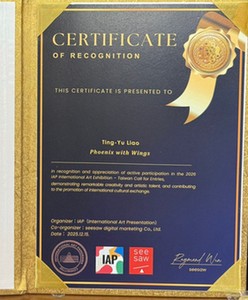 CERTIFICATE
OF RECOGNITION
THIS CERTIFICATE IS PRESENTED TO
Ting-Yu Liao
Phoenix with Wings
In recognition and appreciation of active participation in the 2025
IAP International Art Exhibition – Taiwan Call for Entries,
demonstrating remarkable creativity and artistic talent, and contributing
to the promotion of international cultural exchange.
Organizer : IAP (International Art Presentation)
Co-organizer : seesaw digital marketing Co., Ltd.
Date : 2025.12.15.
IAP
see
saw
SEESAW